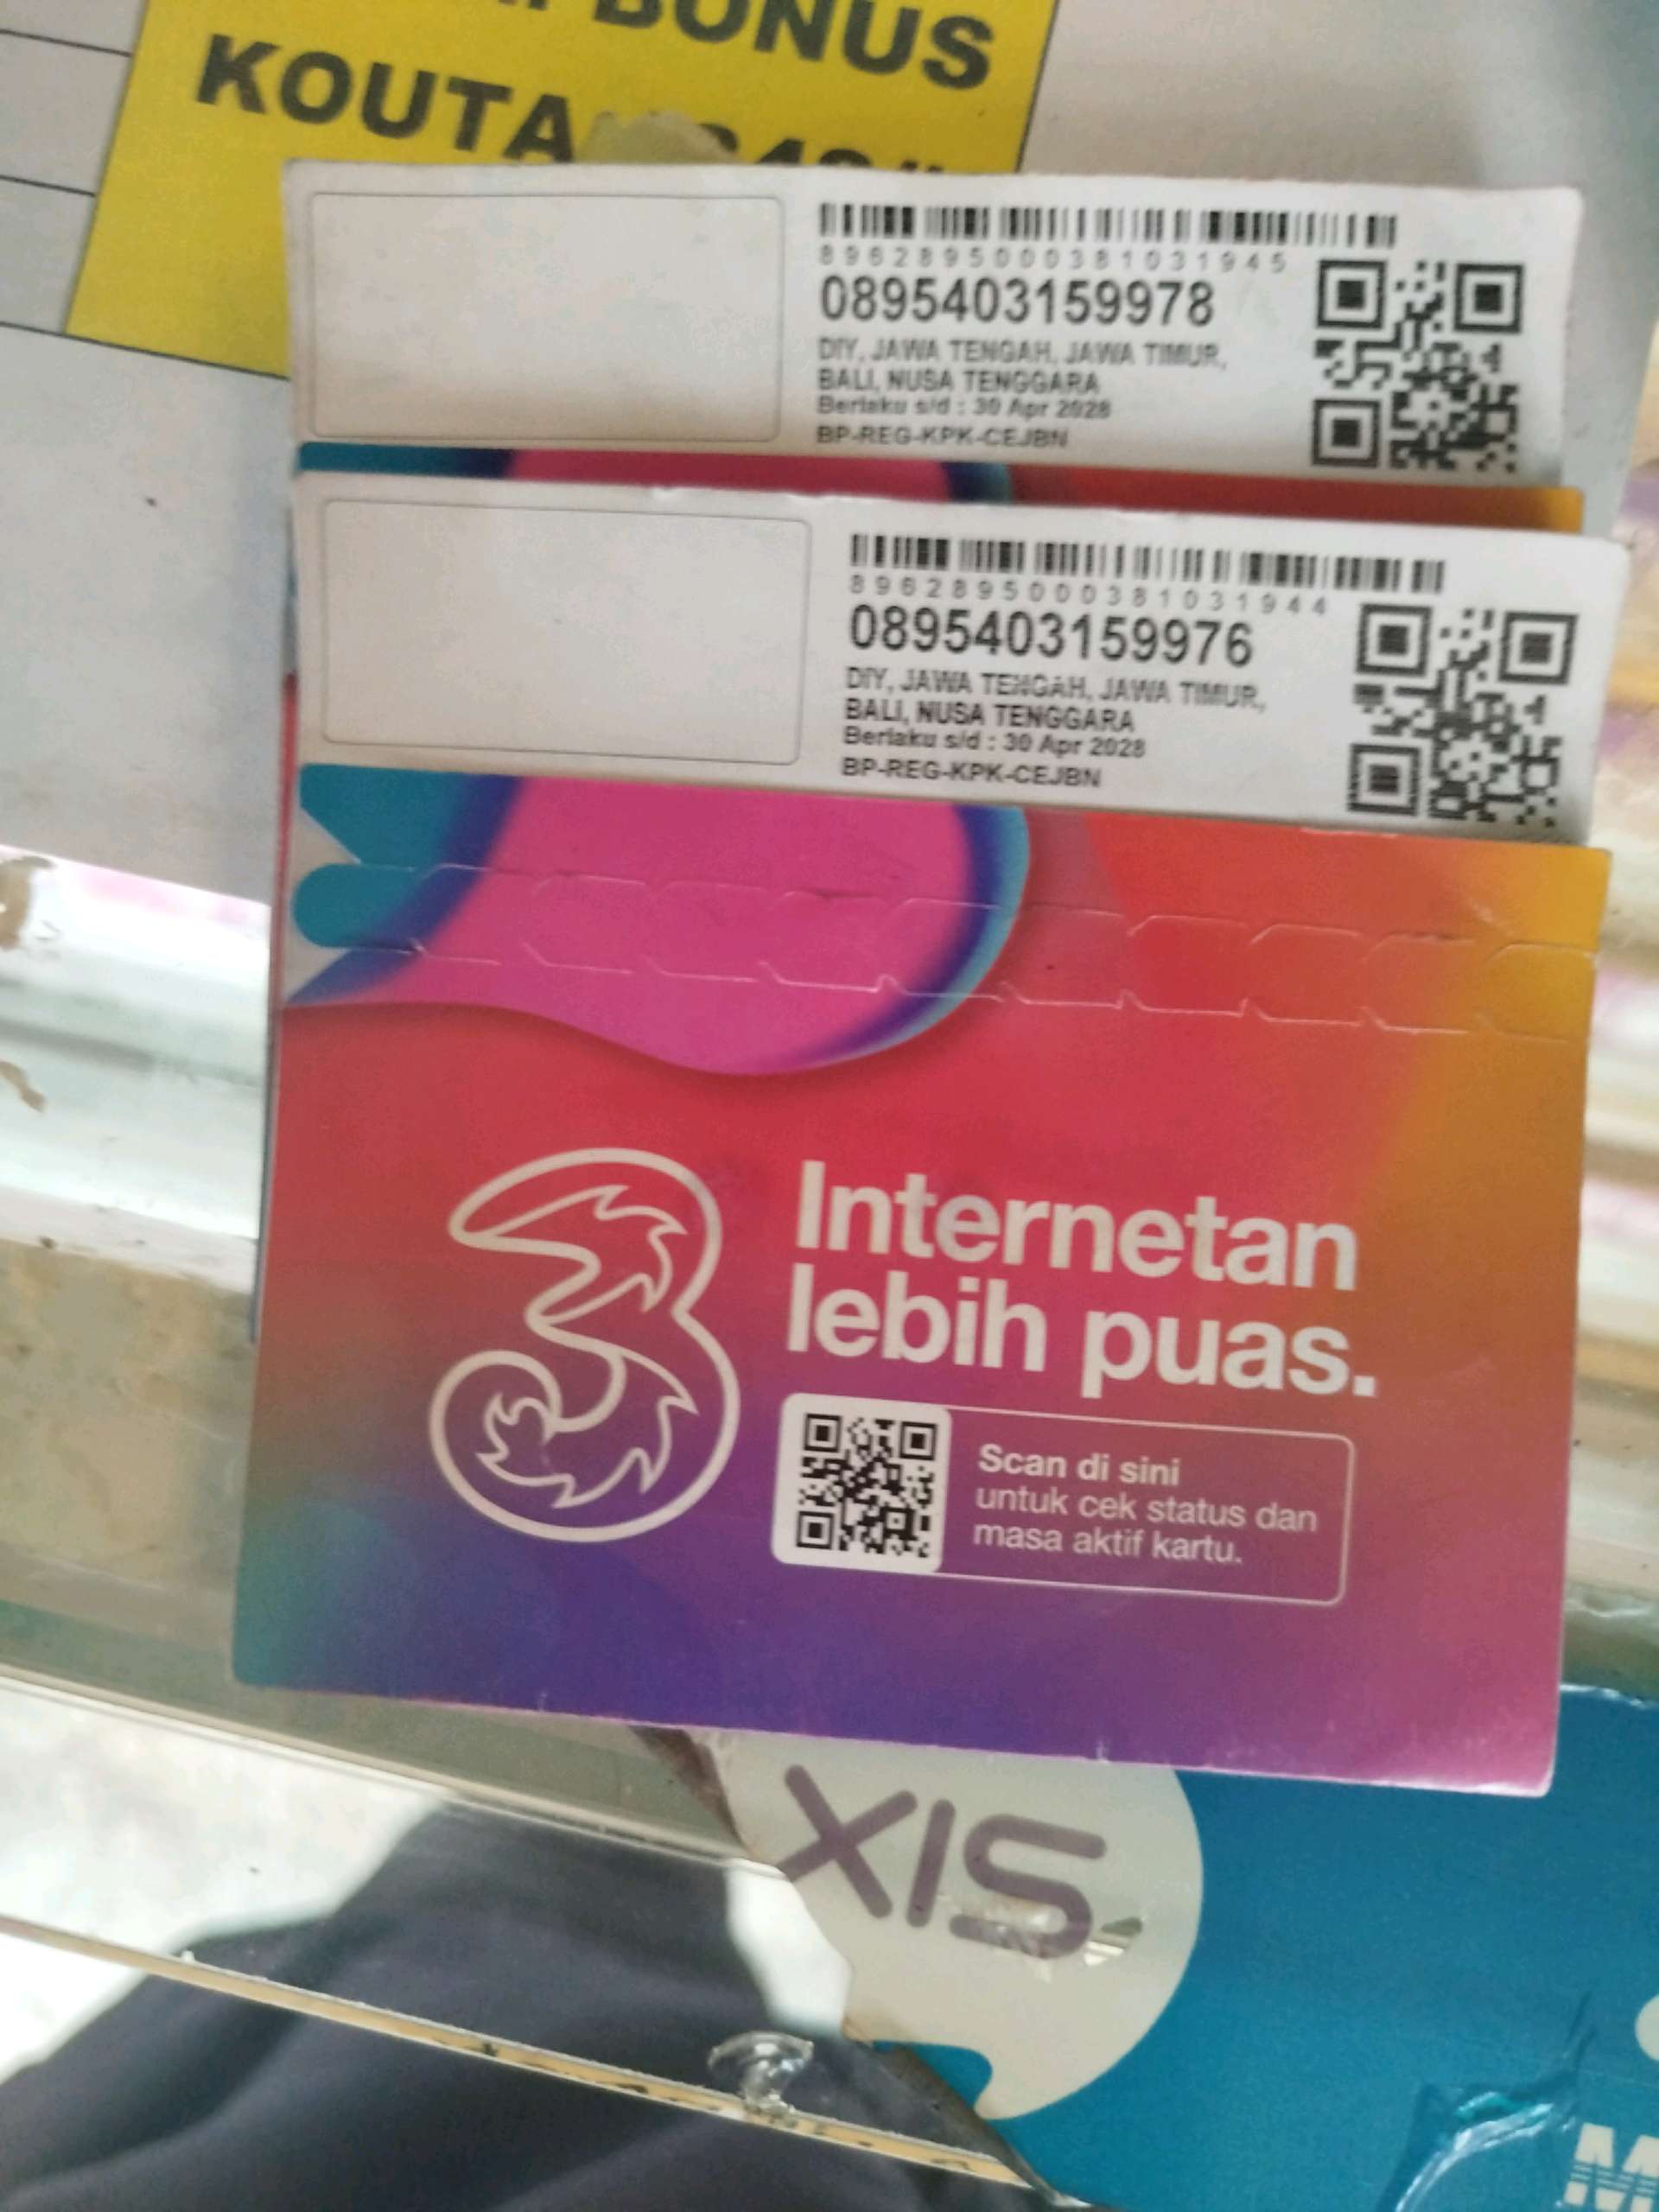 BONUS
KOUTA
8962895000381031945
0895403159978
DIY, JAWA TENGAH, JAWA TIMUR,
BALI, NUSA TENGGARA
Berlaku s/d : 30 Apr 2028
BP-REG-KPK-CEJBN
8962895000381031944
0895403159976
DIY, JAWA TENGAH, JAWA TIMUR,
BALI, NUSA TENGGARA
Berlaku s/d : 30 Apr 2028
BP-REG-KPK-CEJBN
3
Internetan
lebih puas.
Scan di sini
untuk cek status dan
masa aktif kartu.
XIS
M